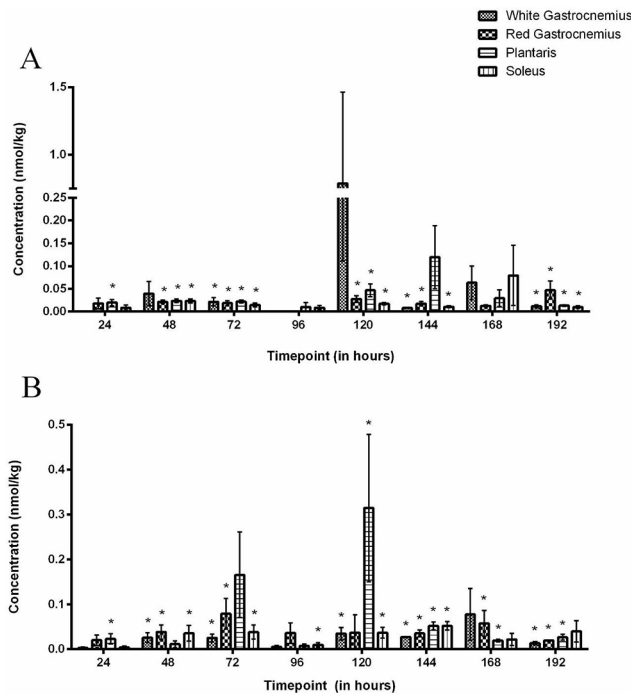 White Gastrocnemius
Red Gastrocnemius
Plantaris
Soleus
A
1.5
1.0
0.25
0.20
0.15
0.10
0.05
0.00
Concentration (nmol/kg)
* * * * * * * * * * * * * * * * * * * *
24 48 72 96 120 144 168 192
Timepoint (in hours)
B
0.5
0.4
0.3
0.2
0.1
0.0
Concentration (nmol/kg)
* * * * * * * * * * * * * * * * * * * *
24 48 72 96 120 144 168 192
Timepoint (in hours)